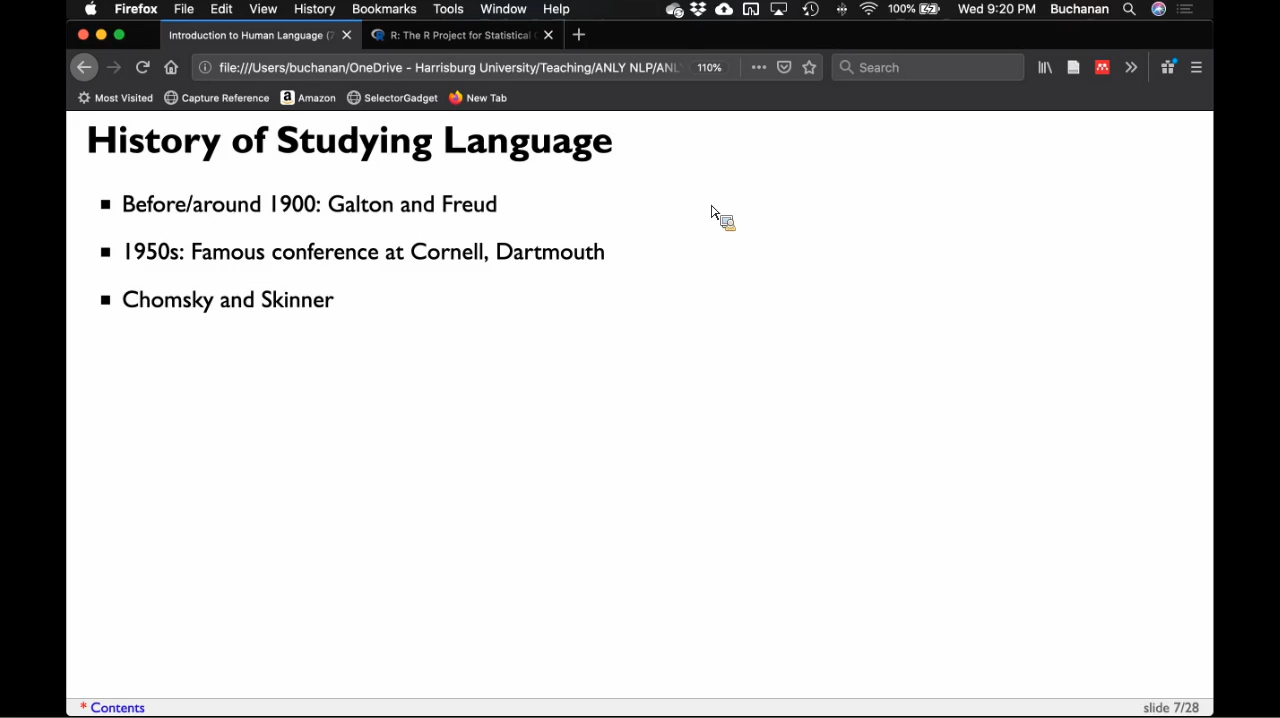 Firefox File Edit View History Bookmarks Tools Window Help 100% Wed 9:20 PM Buchanan
Introduction to Human Language (7 R: The R Project for Statistical C
file:///Users/buchanan/OneDrive - Harrisburg University/Teaching/ANLY NLP/ANL 110% Search
Most Visited Capture Reference Amazon SelectorGadget New Tab
History of Studying Language
Before/around 1900: Galton and Freud
1950s: Famous conference at Cornell, Dartmouth
Chomsky and Skinner
* Contents slide 7/28